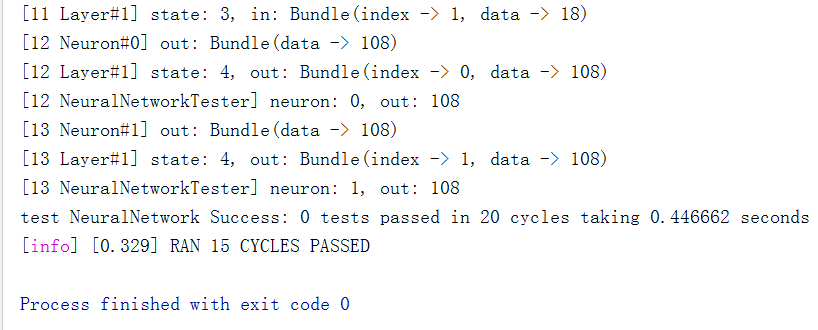 [11 Layer#1] state: 3, in: Bundle(index -> 1, data -> 18)
[12 Neuron#0] out: Bundle(data -> 108)
[12 Layer#1] state: 4, out: Bundle(index -> 0, data -> 108)
[12 NeuralNetworkTester] neuron: 0, out: 108
[13 Neuron#1] out: Bundle(data -> 108)
[13 Layer#1] state: 4, out: Bundle(index -> 1, data -> 108)
[13 NeuralNetworkTester] neuron: 1, out: 108
test NeuralNetwork Success: 0 tests passed in 20 cycles taking 0.446662 seconds
[info] [0.329] RAN 15 CYCLES PASSED
Process finished with exit code 0